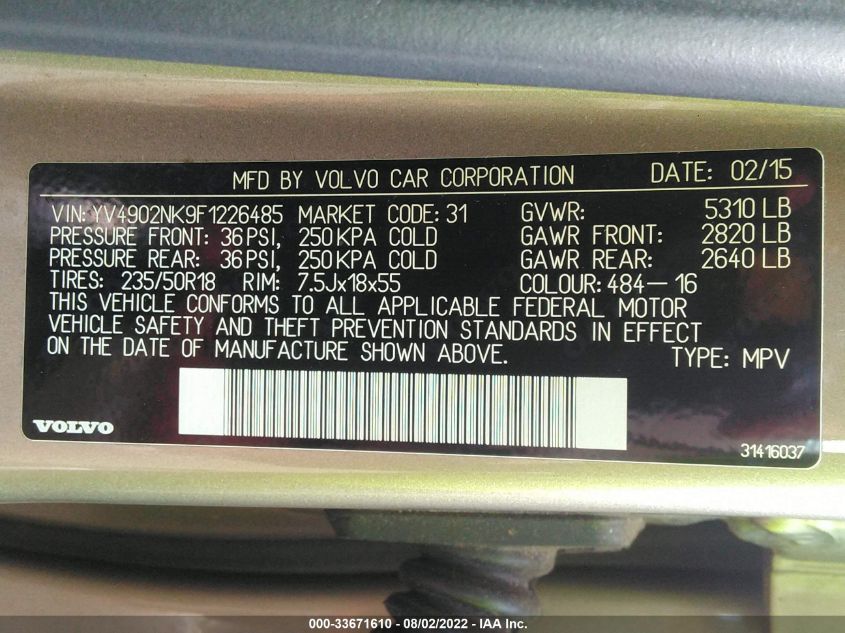 MFD BY VOLVO CAR CORPORATION DATE: 02/15
VIN: YV4902NK9F1226485 MARKET CODE: 31 GVWR: 5310 LB
PRESSURE FRONT: 36 PSI, 250 KPA COLD GAWR FRONT: 2820 LB
PRESSURE REAR: 36 PSI, 250 KPA COLD GAWR REAR: 2640 LB
TIRES: 235/50R18 RIM: 7.5Jx18x55 COLOUR: 484-16
THIS VEHICLE CONFORMS TO ALL APPLICABLE FEDERAL MOTOR
VEHICLE SAFETY AND THEFT PREVENTION STANDARDS IN EFFECT
ON THE DATE OF MANUFACTURE SHOWN ABOVE. TYPE: MPV
VOLVO
31416037
000-33671610 - 08/02/2022 - IAA Inc.